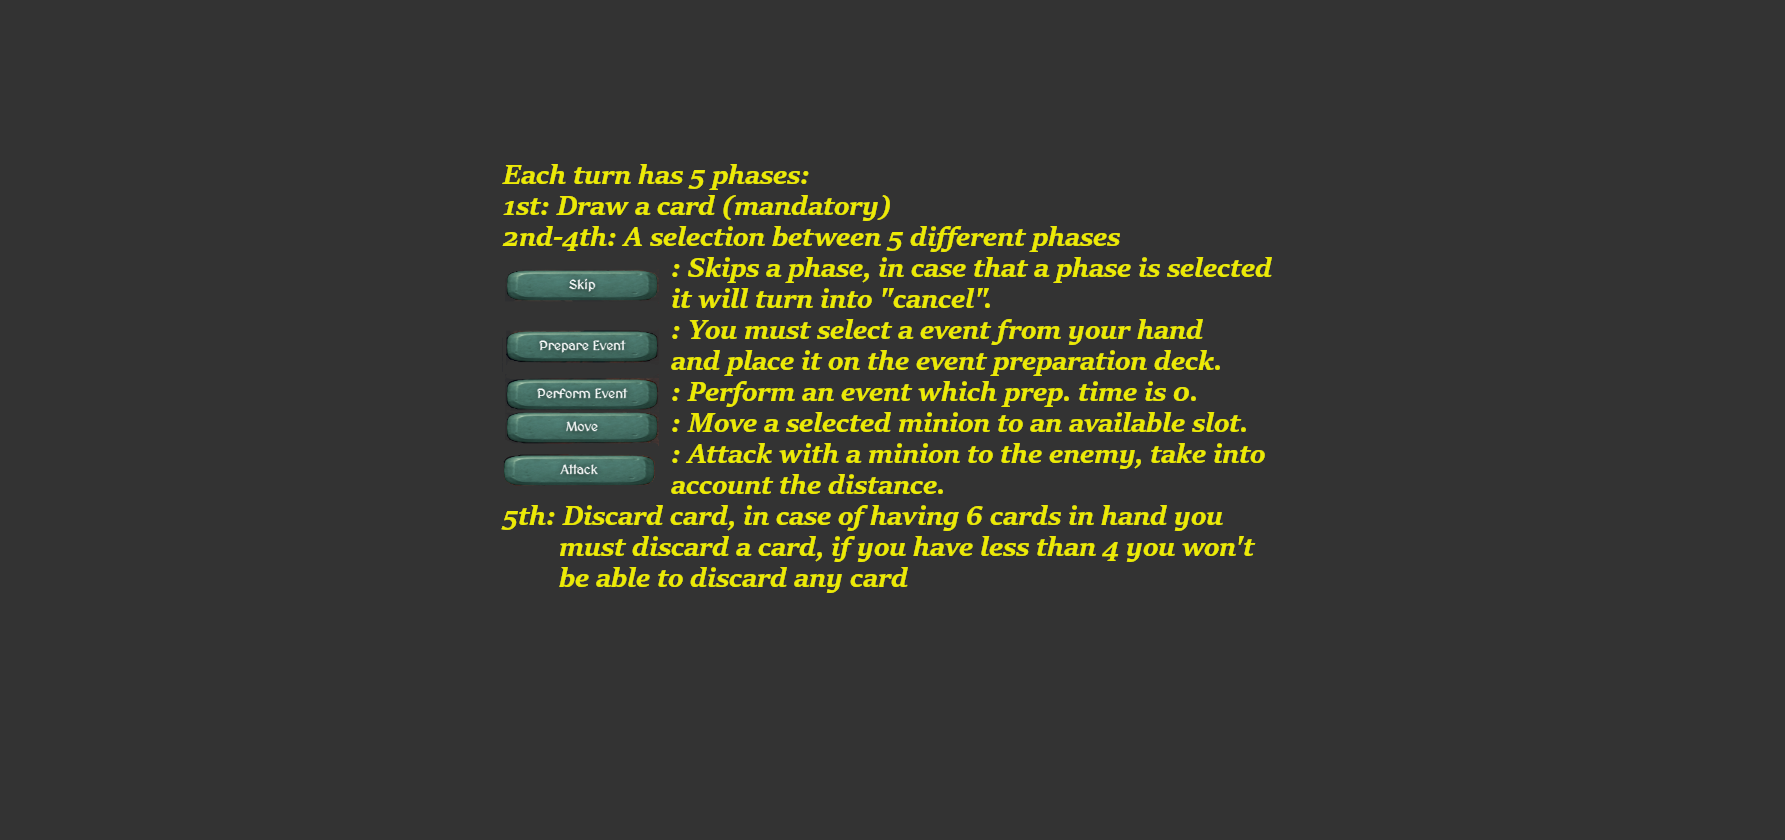 Each turn has 5 phases:
1st: Draw a card (mandatory)
2nd-4th: A selection between 5 different phases
Skip : Skips a phase, in case that a phase is selected
it will turn into "cancel".
Prepare Event : You must select a event from your hand
and place it on the event preparation deck.
Perform Event : Perform an event which prep. time is 0.
Move : Move a selected minion to an available slot.
Attack : Attack with a minion to the enemy, take into
account the distance.
5th: Discard card, in case of having 6 cards in hand you
must discard a card, if you have less than 4 you won't
be able to discard any card